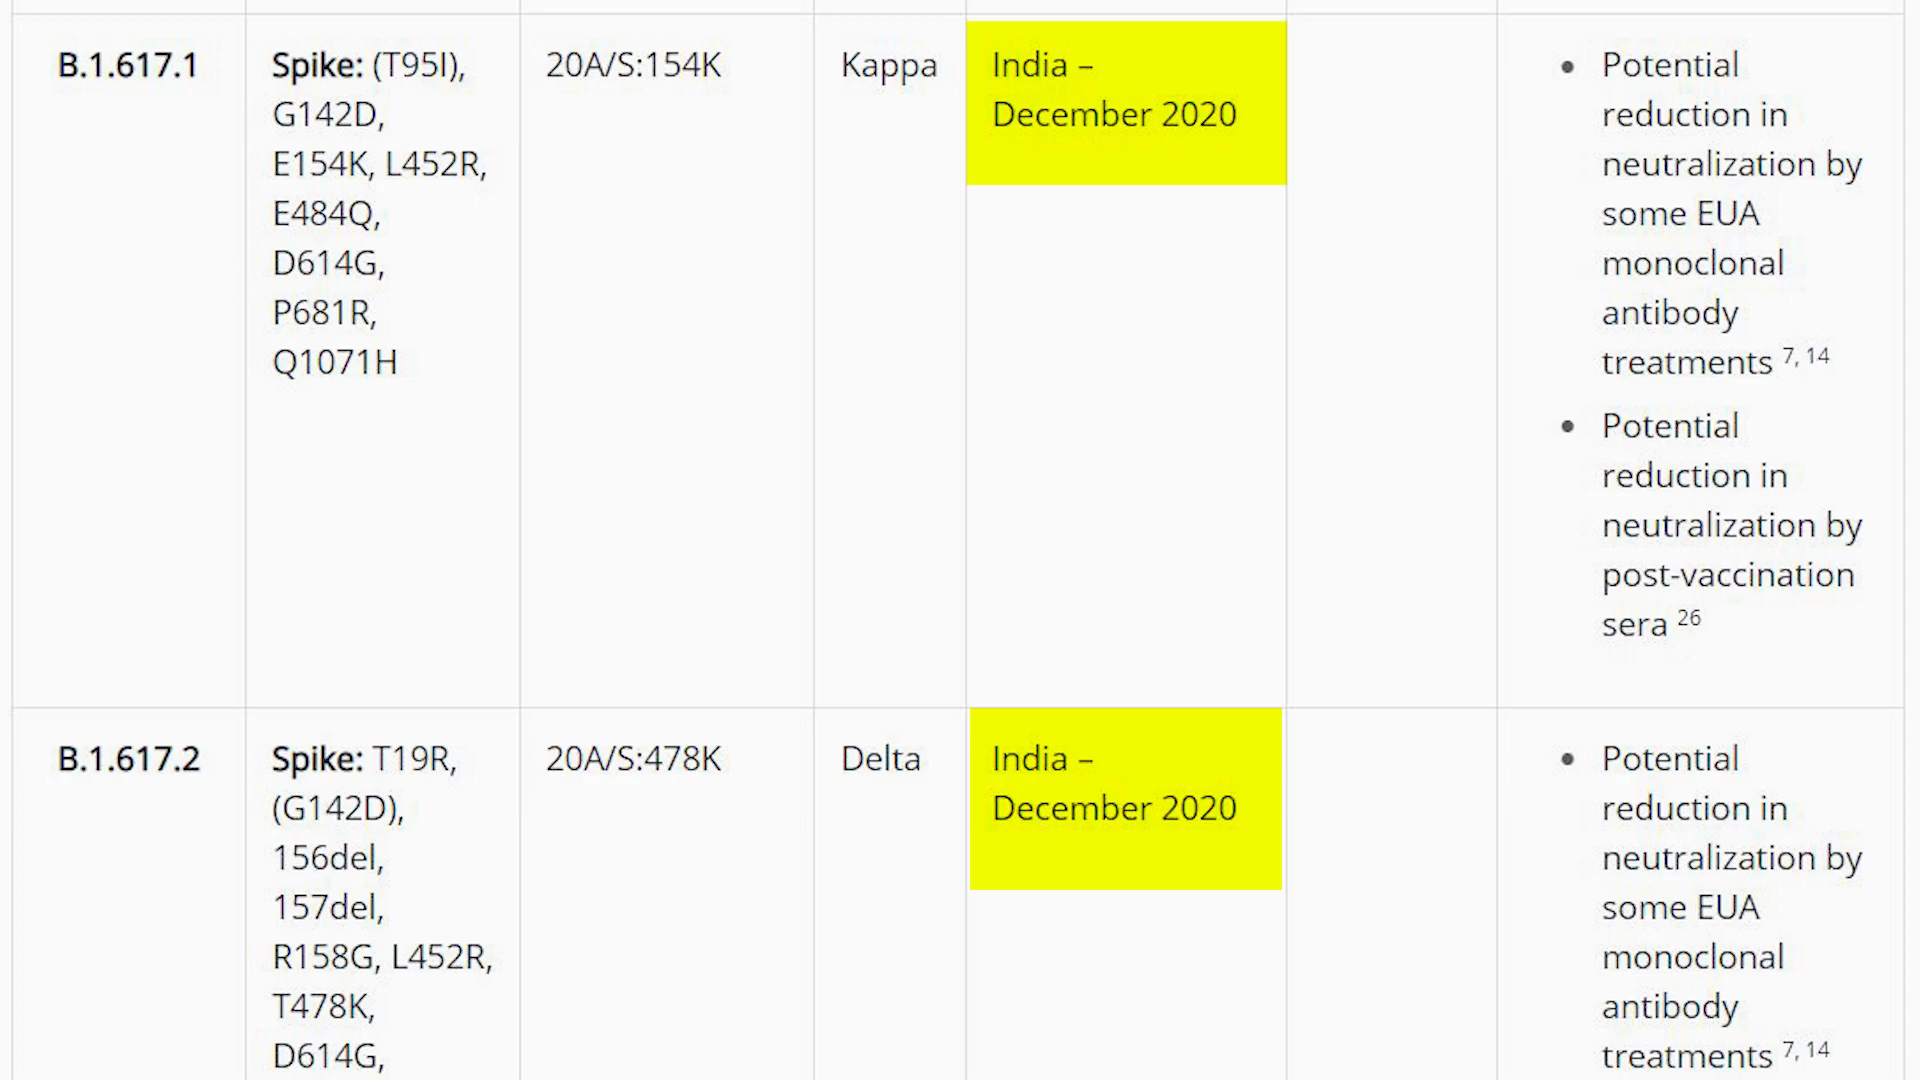 B.1.617.1
Spike: (T95I),
G142D,
E154K, L452R,
E484Q,
D614G,
P681R,
Q1071H
20A/S:154K
Kappa
India –
December 2020
• Potential
reduction in
neutralization by
some EUA
monoclonal
antibody
treatments 7, 14
• Potential
reduction in
neutralization by
post-vaccination
sera 26
B.1.617.2
Spike: T19R,
(G142D),
156del,
157del,
R158G, L452R,
T478K,
D614G,
20A/S:478K
Delta
India –
December 2020
• Potential
reduction in
neutralization by
some EUA
monoclonal
antibody
treatments 7, 14